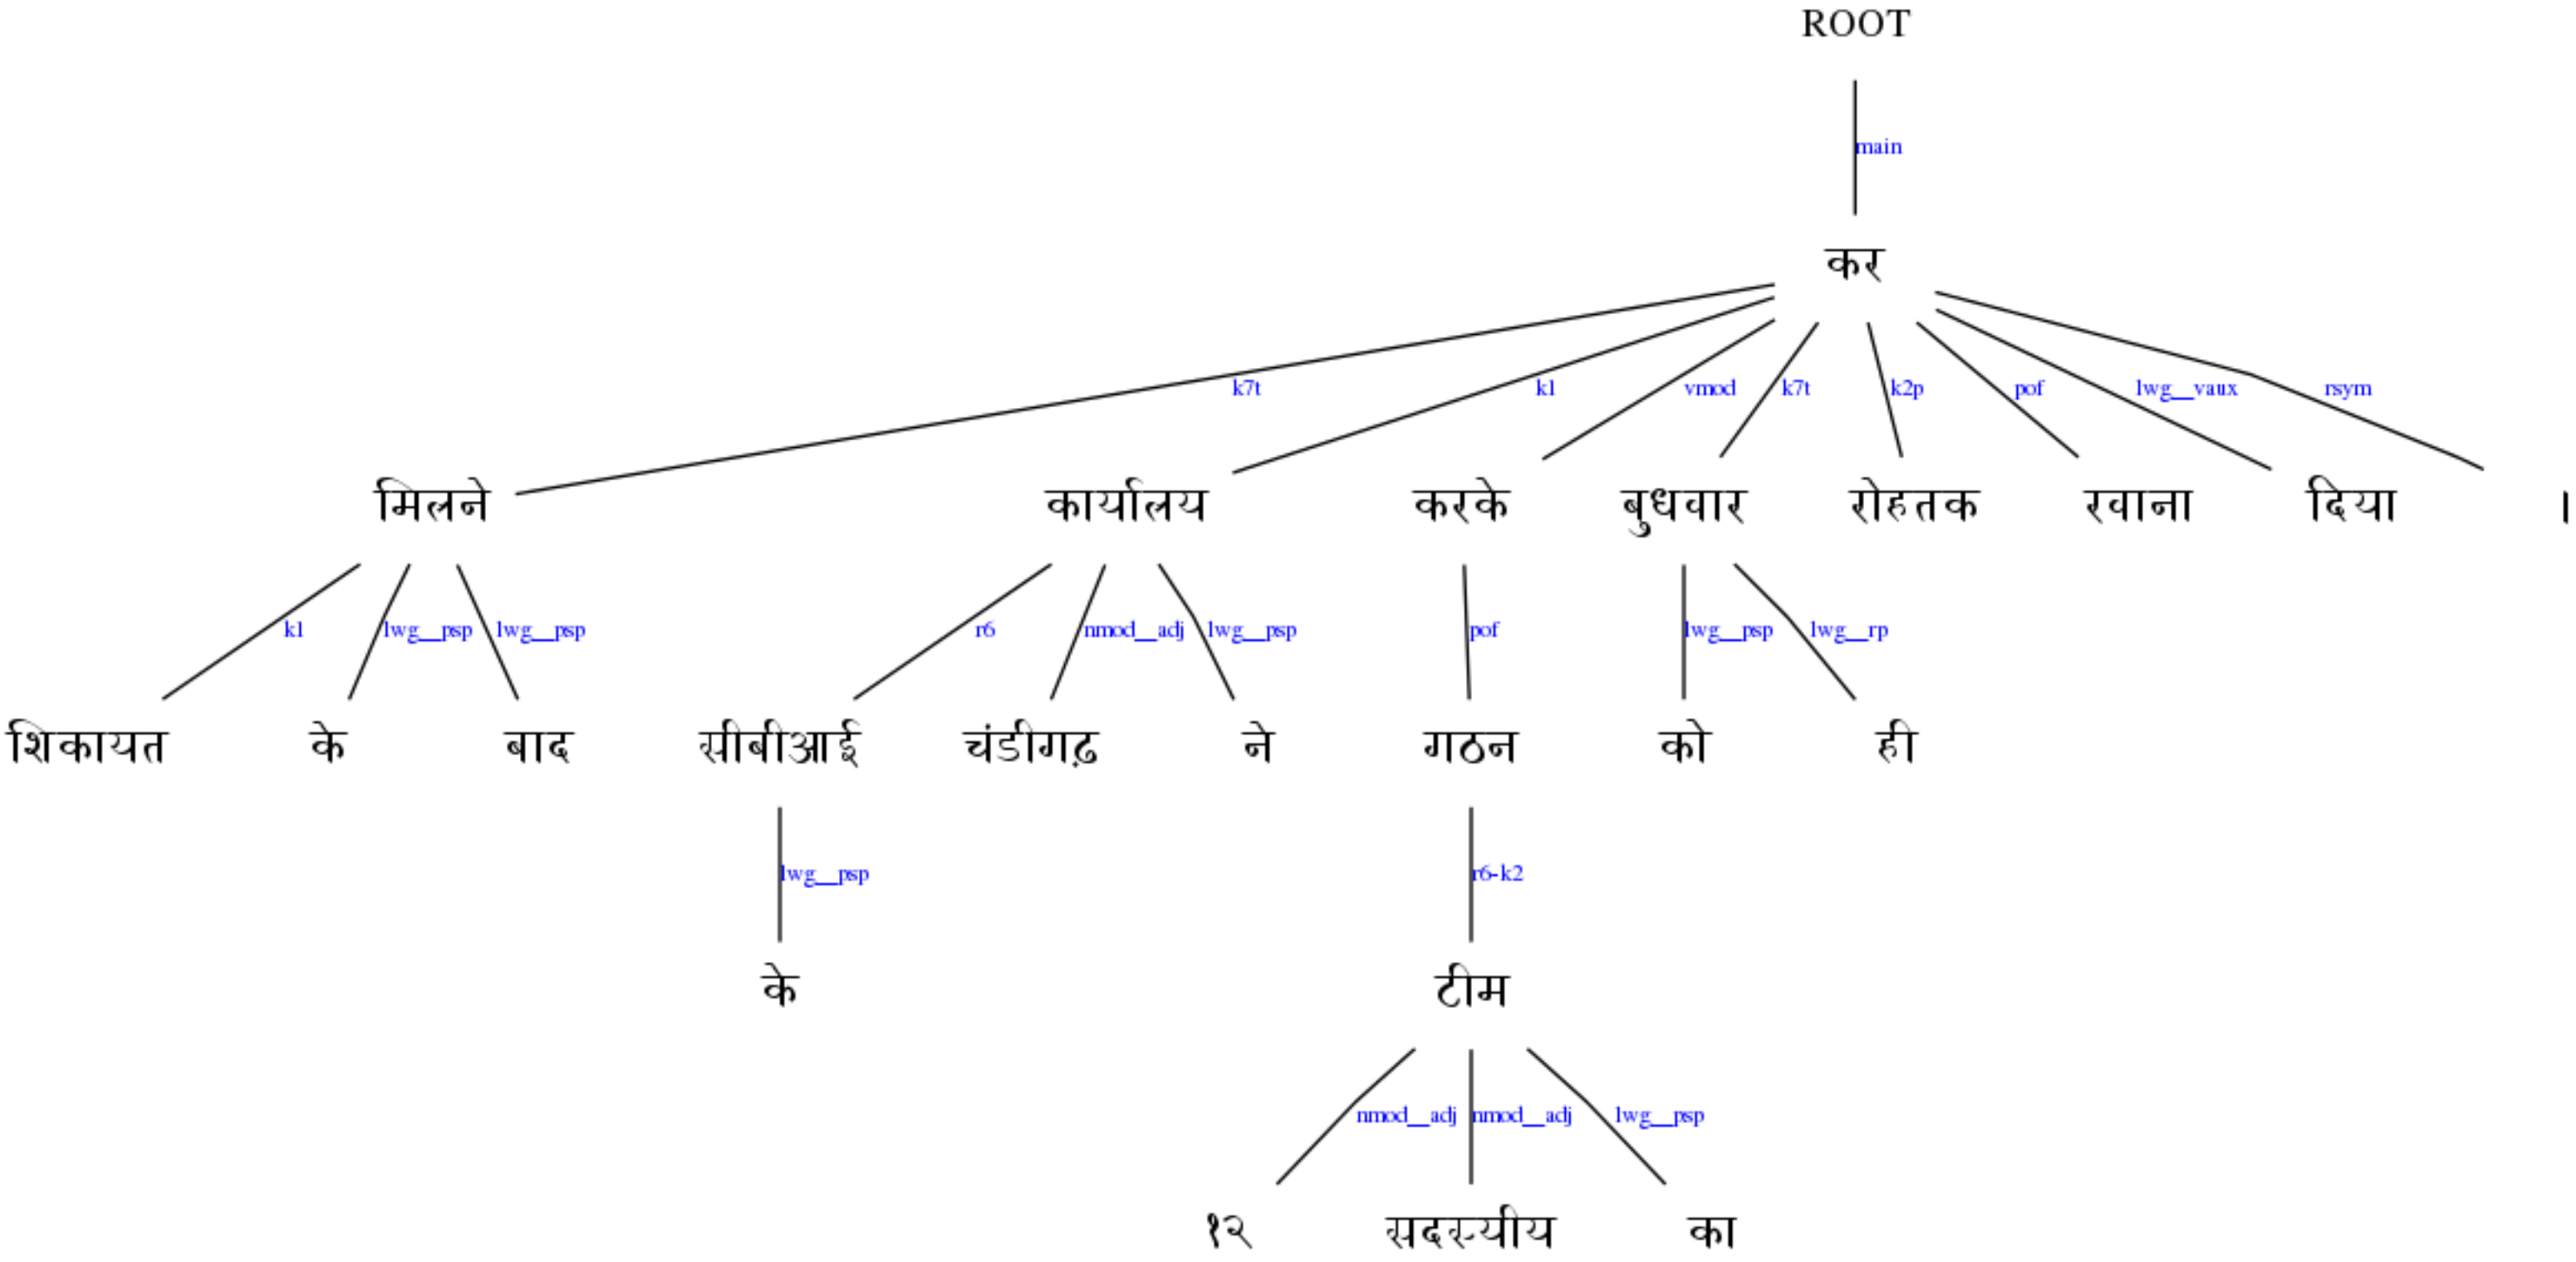 ROOT
main
कर
k7t k1 vmod k7t k2p pof lwg__vaux rsym
मिलने कार्यालय करके बुधवार रोहतक रवाना दिया ।
k1 lwg__psp lwg__psp r6 nmod__adj lwg__psp pof lwg__psp lwg__rp
शिकायत के बाद सीबीआई चंडीगढ़ ने गठन को ही
lwg__psp r6-k2
के टीम
nmod__adj nmod__adj lwg__psp
१२ सदस्यीय का